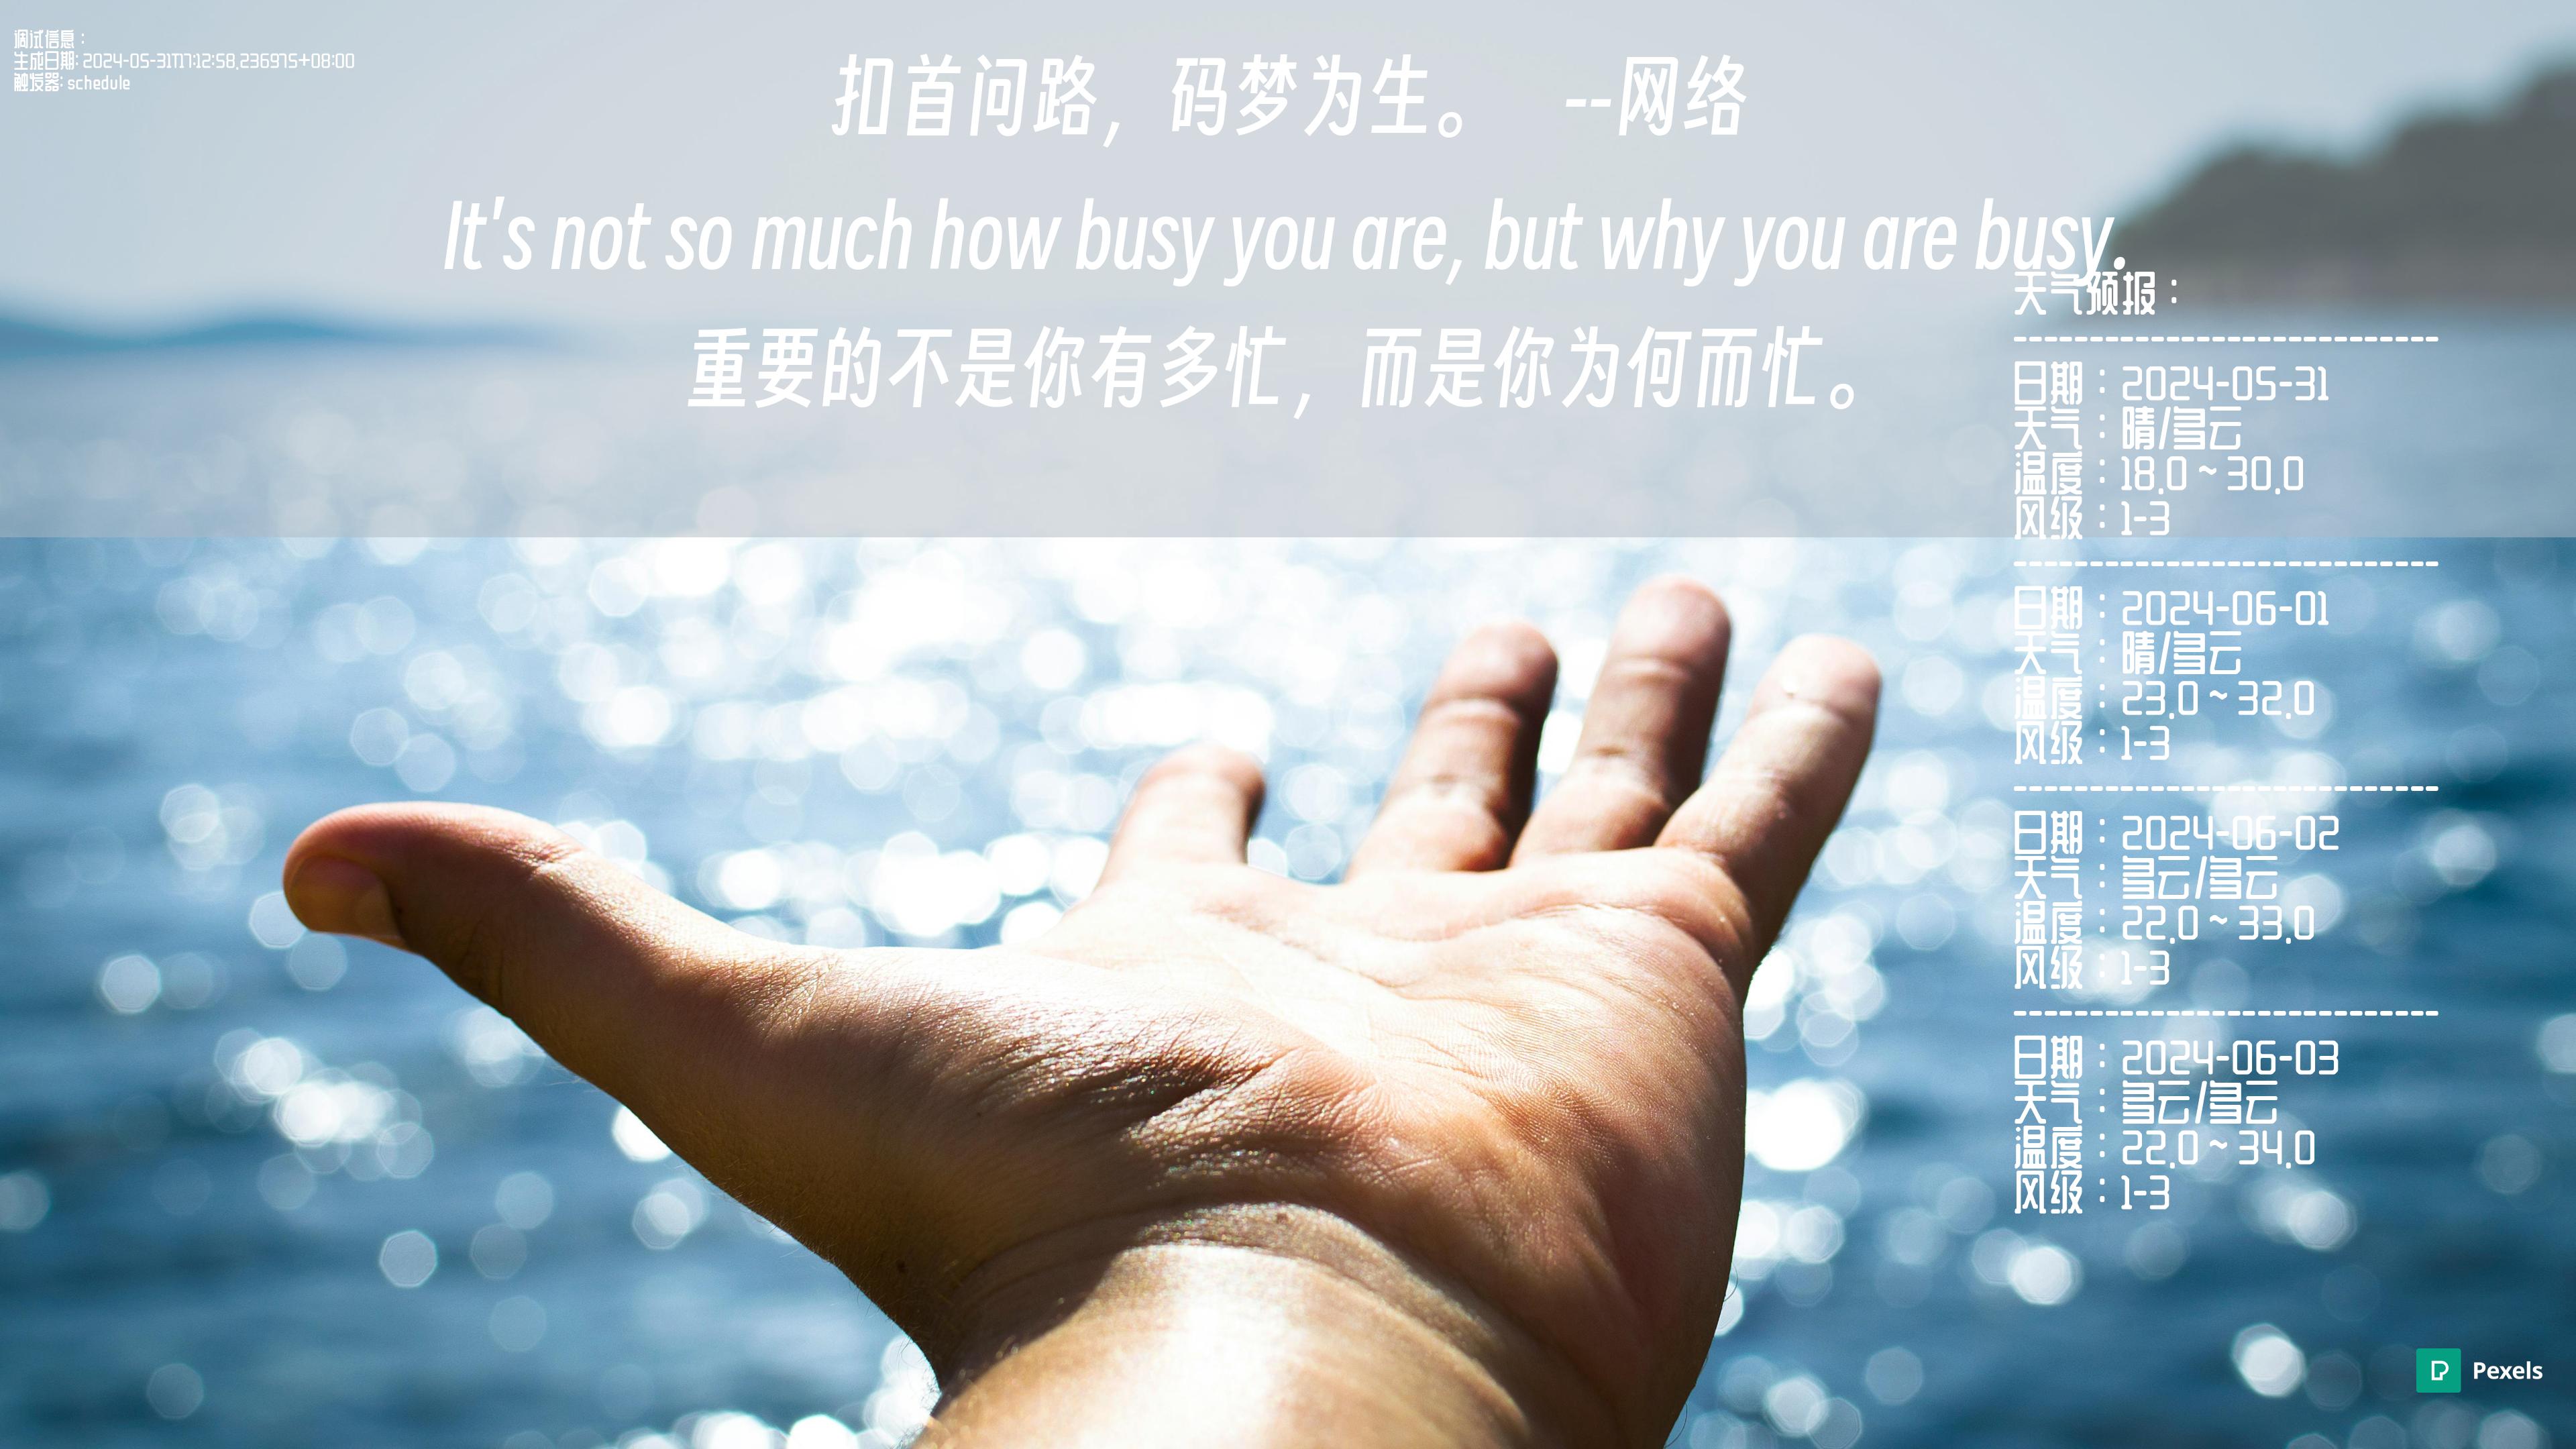 调试信息：
生成日期: 2024-05-31T17:12:58.236975+08:00
触发器: schedule
扣首问路，码梦为生。 --网络
It's not so much how busy you are, but why you are busy.
重要的不是你有多忙，而是你为何而忙。
天气预报：
------------------------------
日期：2024-05-31
天气：晴/多云
温度：18.0 ~ 30.0
风级：1-3
------------------------------
日期：2024-06-01
天气：晴/多云
温度：23.0 ~ 32.0
风级：1-3
------------------------------
日期：2024-06-02
天气：多云/多云
温度：22.0 ~ 33.0
风级：1-3
------------------------------
日期：2024-06-03
天气：多云/多云
温度：22.0 ~ 34.0
风级：1-3
Pexels